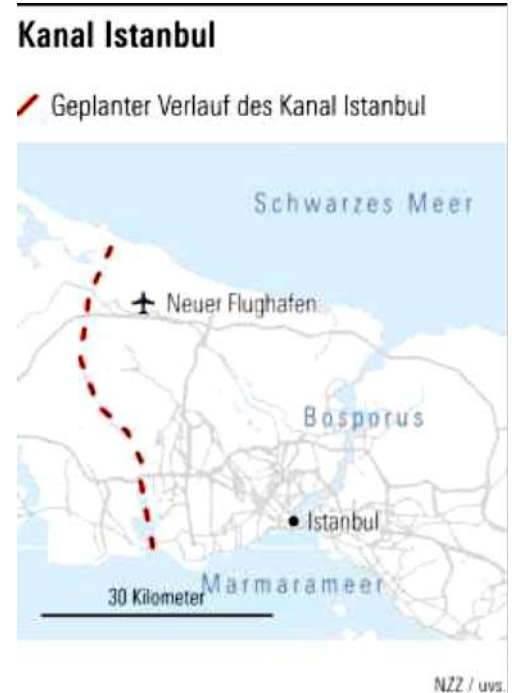 Kanal Istanbul
Geplanter Verlauf des Kanal Istanbul
Schwarzes Meer
Neuer Flughafen
Bosporus
Istanbul
Marmarameer
30 Kilometer
NZZ / uvs.